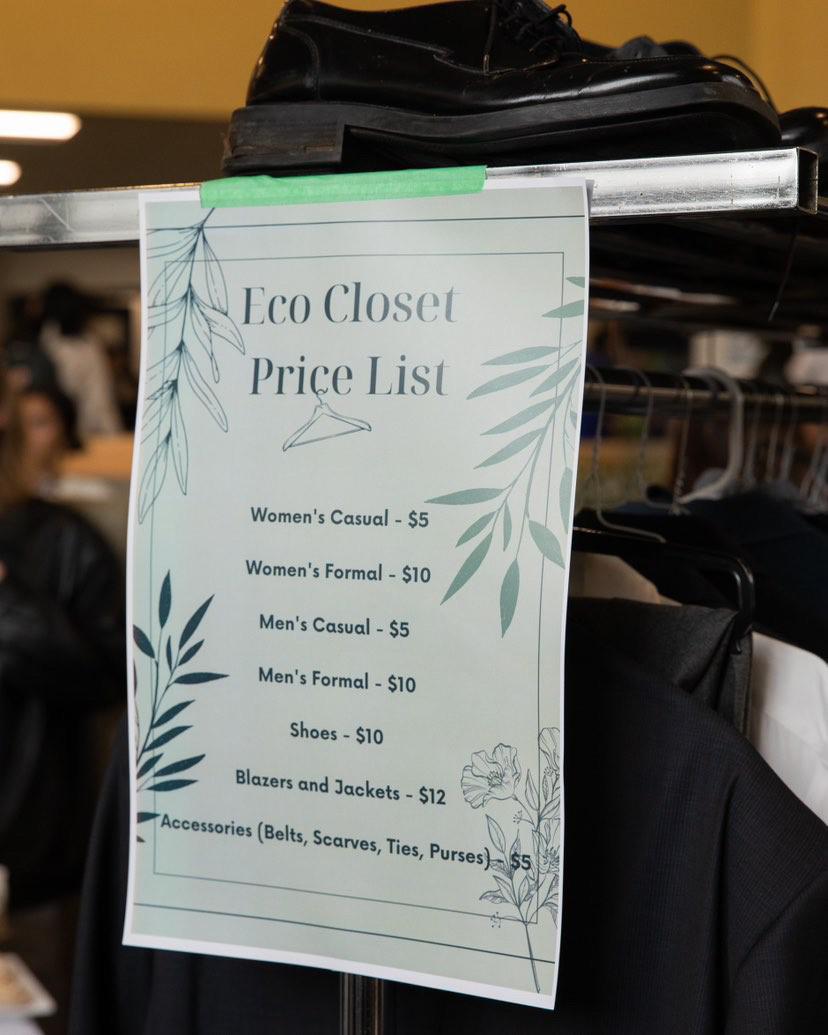 Eco Closet
Price List
Women's Casual - $5
Women's Formal - $10
Men's Casual - $5
Men's Formal - $10
Shoes - $10
Blazers and Jackets - $12
Accessories (Belts, Scarves, Ties, Purses) - $5